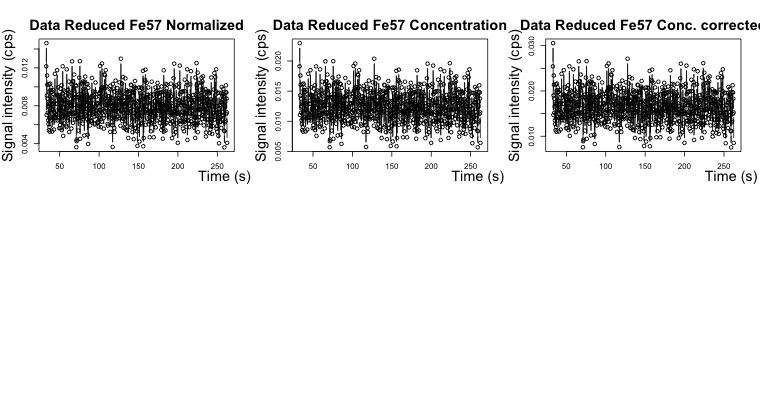 Data Reduced Fe57 Normalized
Signal intensity (cps)
0.004
0.008
0.012
50
100
150
200
250
Time (s)
Data Reduced Fe57 Concentration
Signal intensity (cps)
0.005
0.010
0.015
0.020
50
100
150
200
250
Time (s)
Data Reduced Fe57 Conc. corrected
Signal intensity (cps)
0.010
0.020
0.030
50
100
150
200
250
Time (s)